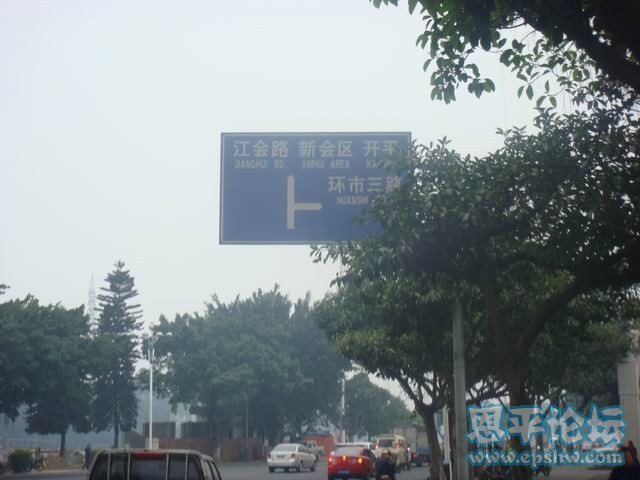 江会路 新会区 开平
JIANGHUI RD. XINHUI AREA
环市三路
HUANSHI
恩平论坛
www.epshw.com